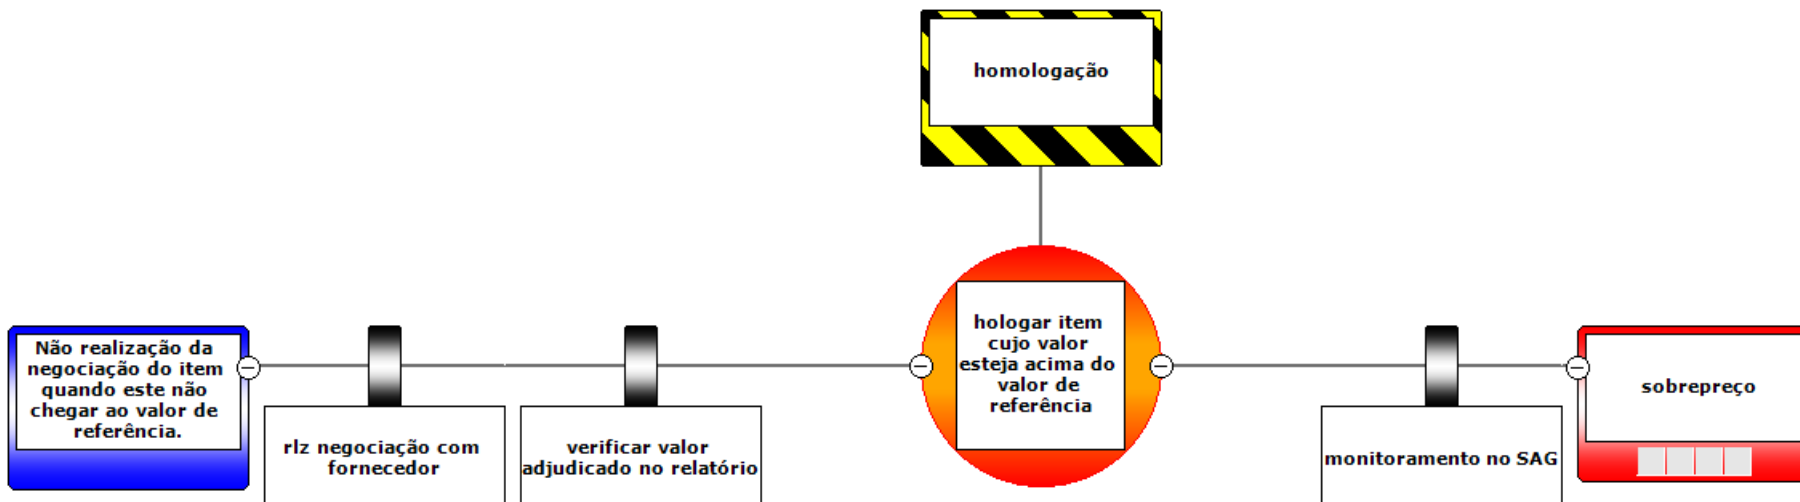 homologação
Não realização da
negociação do item
quando este não
chegar ao valor de
referência.
rlz negociação com
fornecedor
verificar valor
adjudicado no relatório
hologar item
cujo valor
esteja acima do
valor de
referência
monitoramento no SAG
sobrepreço